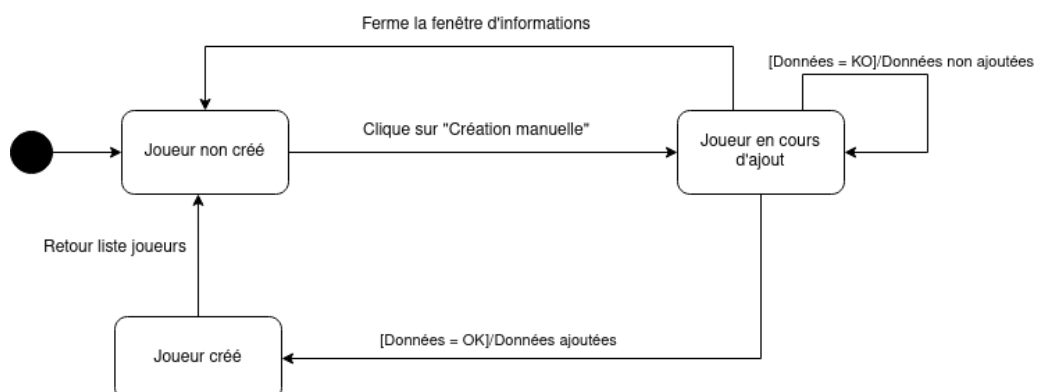 Ferme la fenêtre d'informations
[Données = KO]/Données non ajoutées
Joueur non créé
Clique sur "Création manuelle"
Joueur en cours
d'ajout
Retour liste joueurs
Joueur créé
[Données = OK]/Données ajoutées